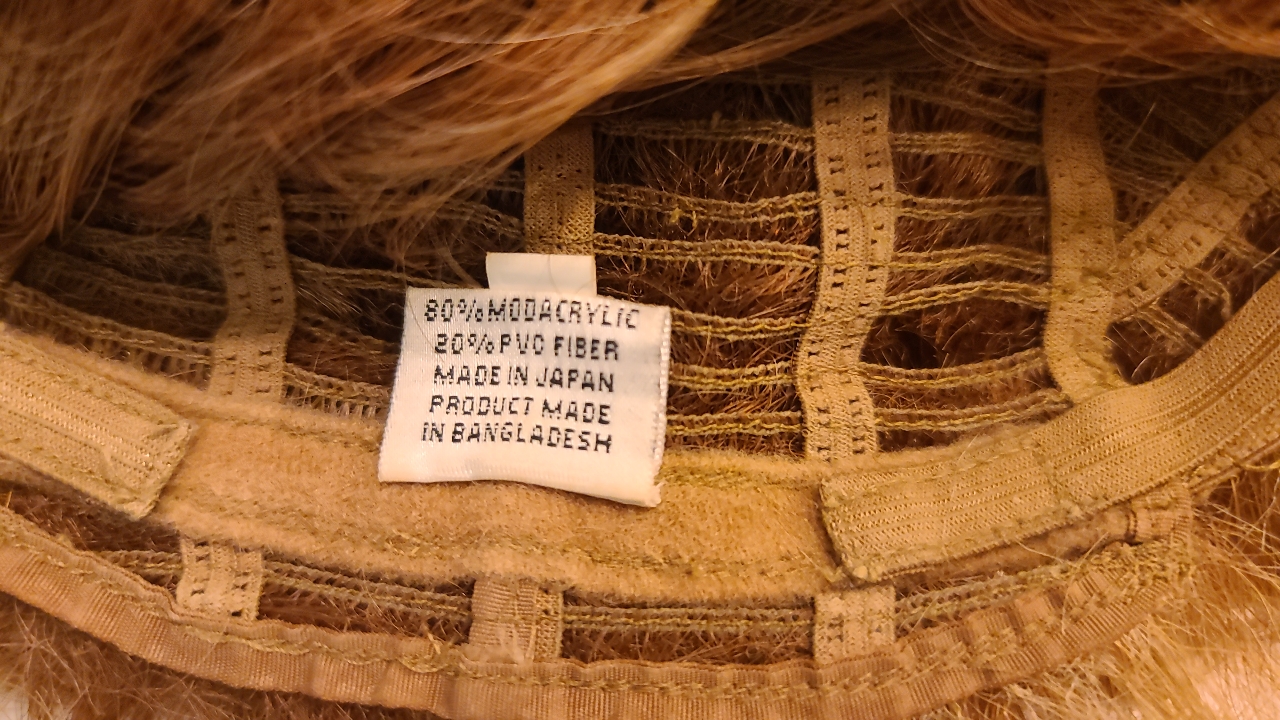 80% MODACRYLIC
20% PVC FIBER
MADE IN JAPAN
PRODUCT MADE
IN BANGLADESH